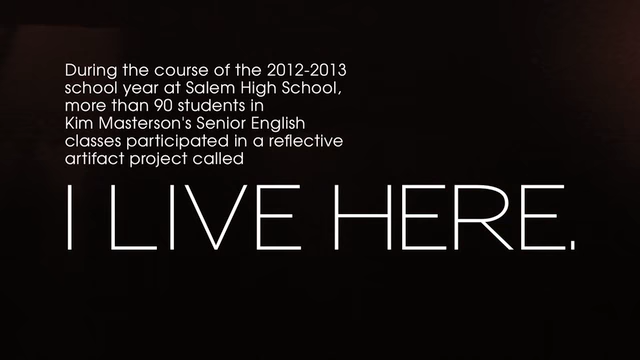 During the course of the 2012-2013
school year at Salem High School,
more than 90 students in
Kim Masterson's Senior English
classes participated in a reflective
artifact project called
I LIVE HERE.